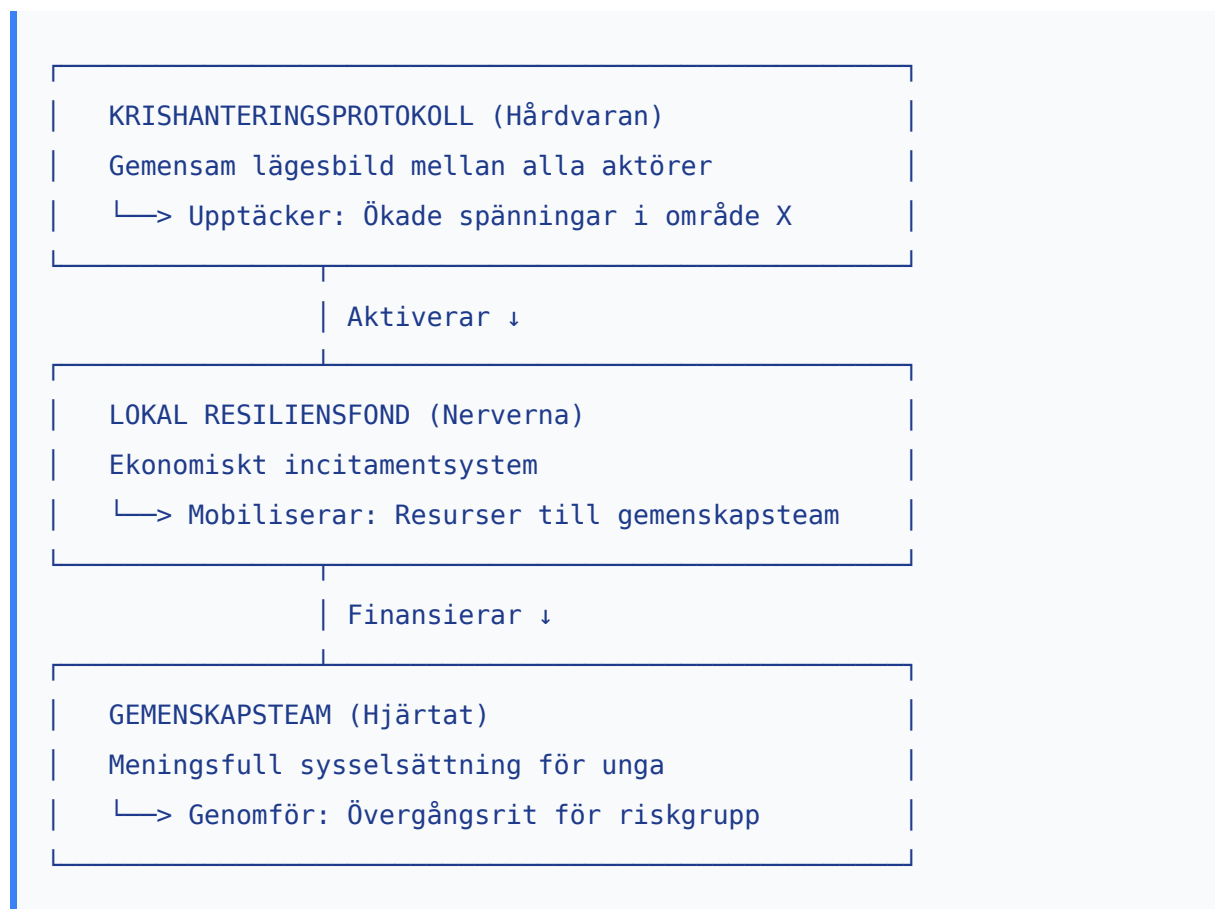 KRISHANTERINGSPROTOKOLL (Hårdvaran)
Gemensam lägesbild mellan alla aktörer
└──> Upptäcker: Ökade spänningar i område X
Aktiverar ↓
LOKAL RESILIENSFOND (Nerverna)
Ekonomiskt incitamentsystem
└──> Mobiliserar: Resurser till gemenskapsteam
Finansierar ↓
GEMENSKAPSTEAM (Hjärtat)
Meningsfull sysselsättning för unga
└──> Genomför: Övergångsrit för riskgrupp